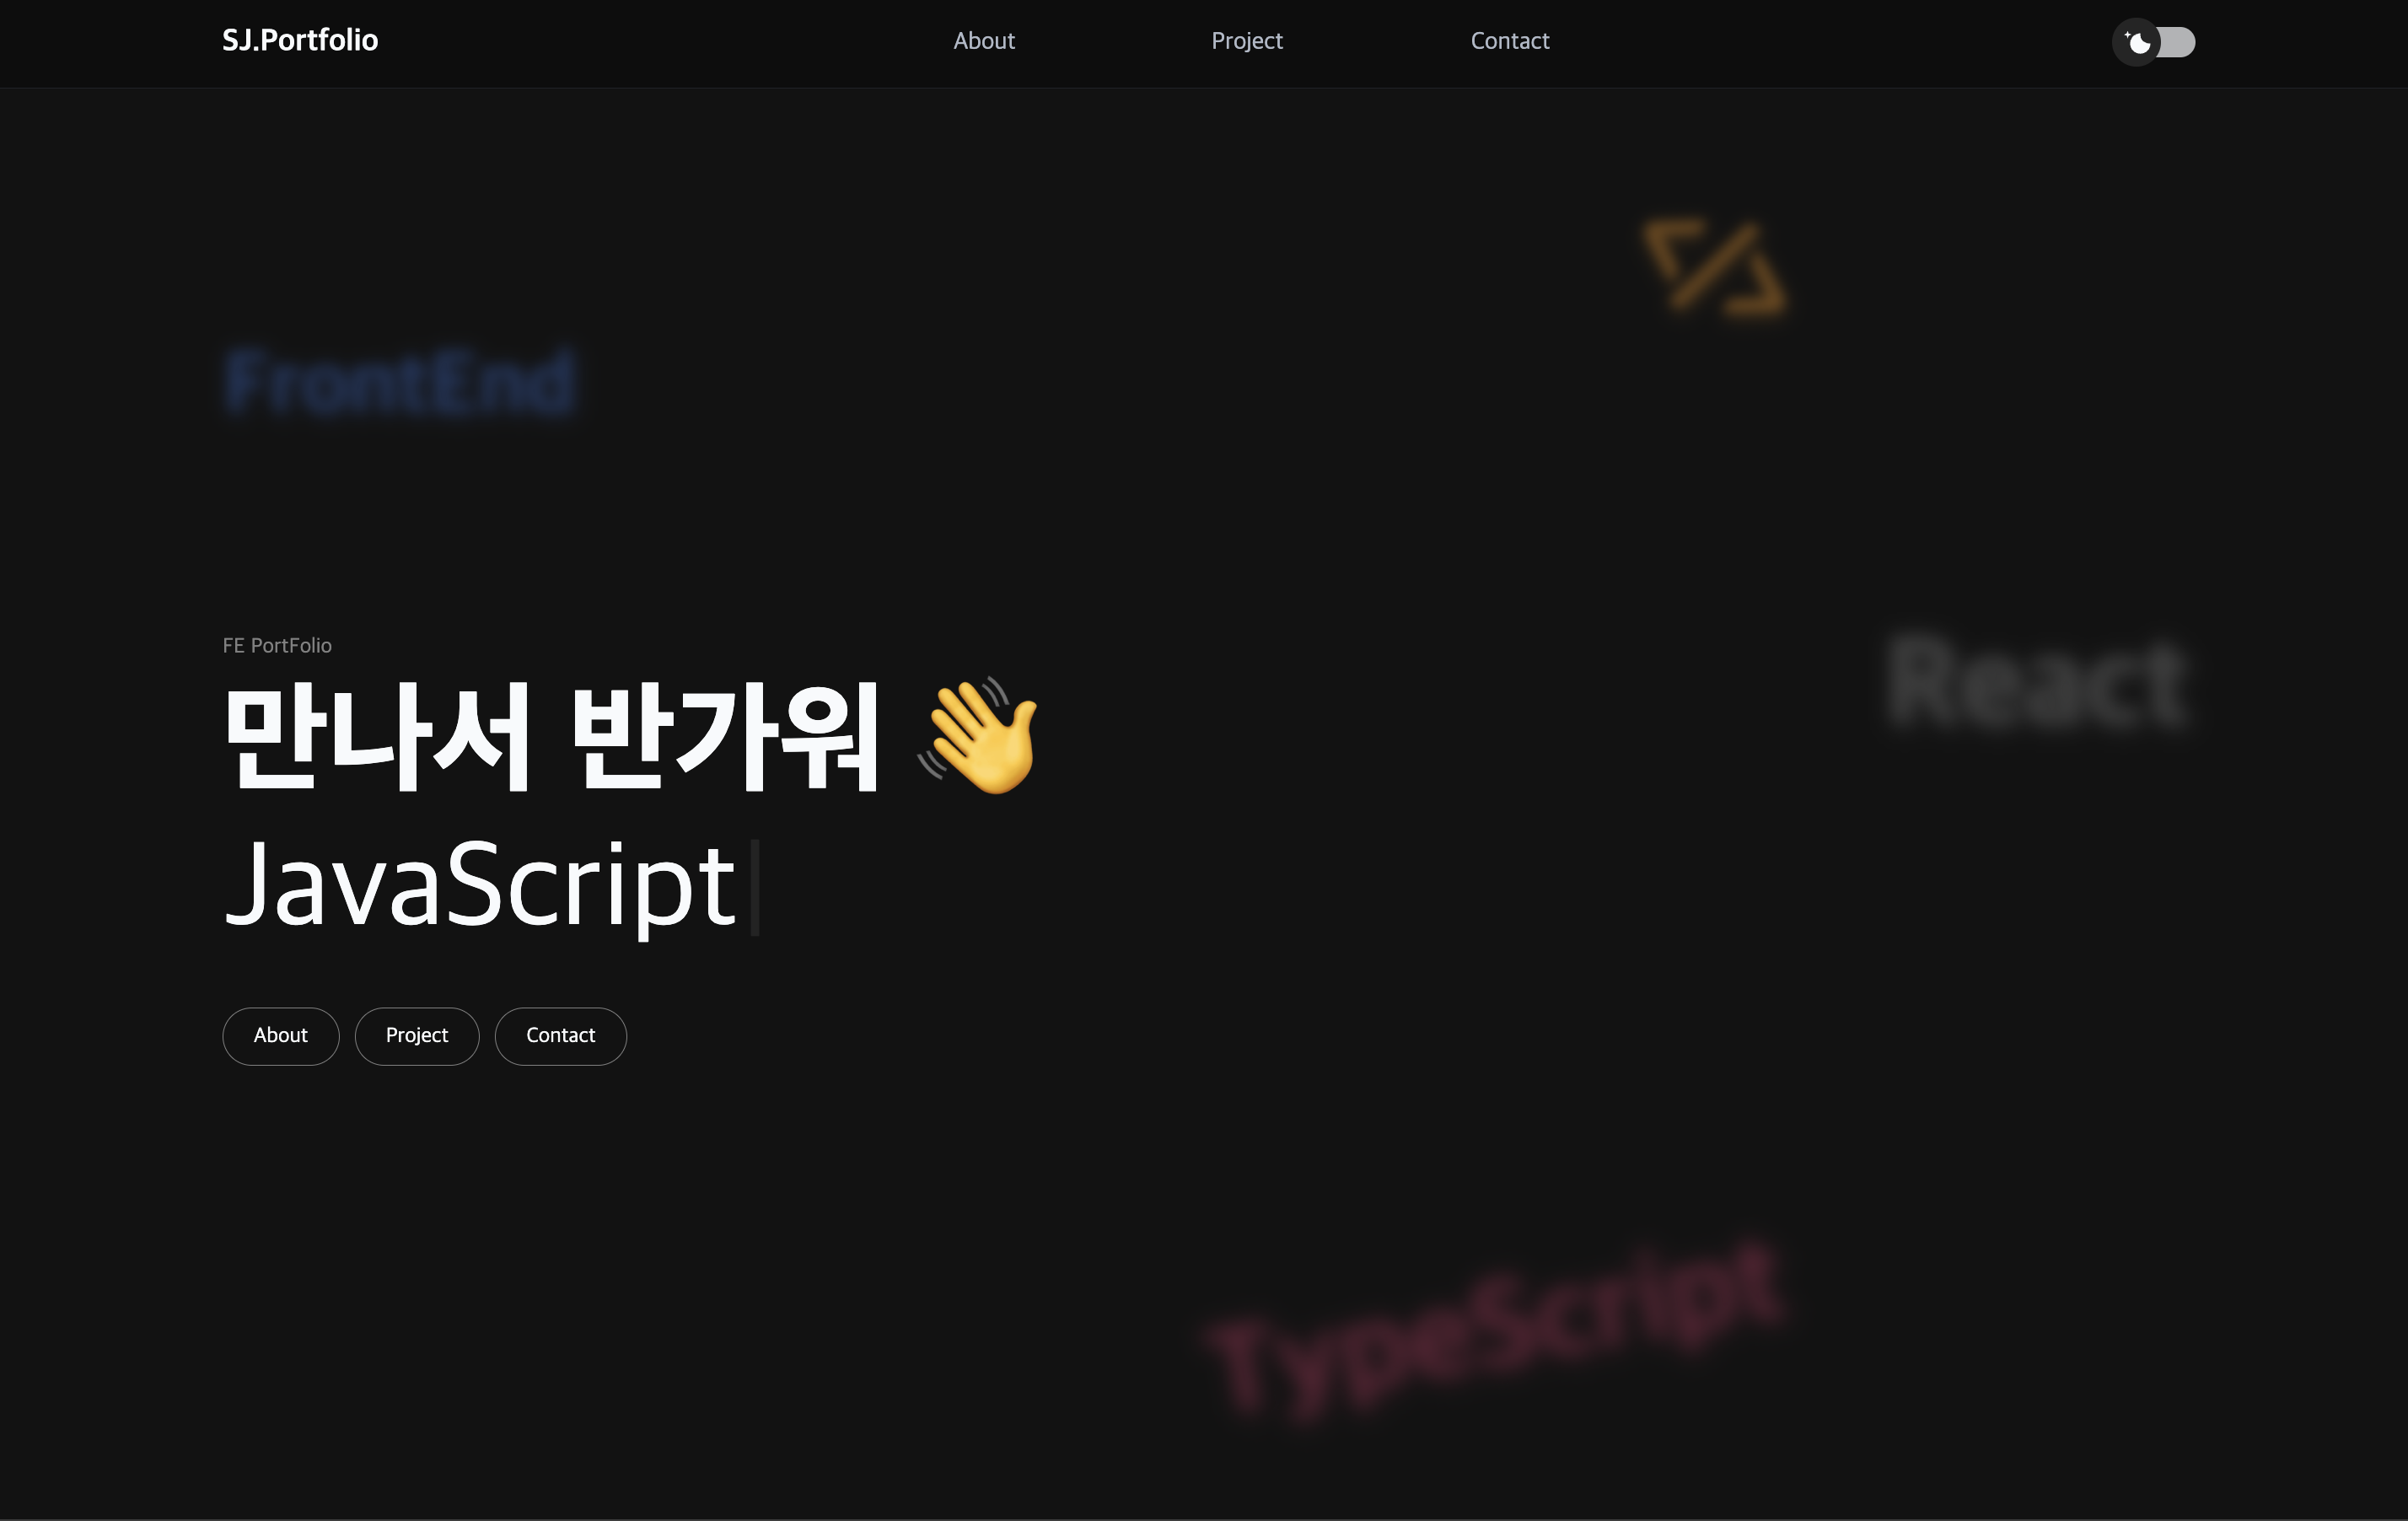 SJ.Portfolio
About
Project
Contact
</>
FrontEnd
FE PortFolio
React
만나서 반가워 👋
JavaScript
About
Project
Contact
TypeScript